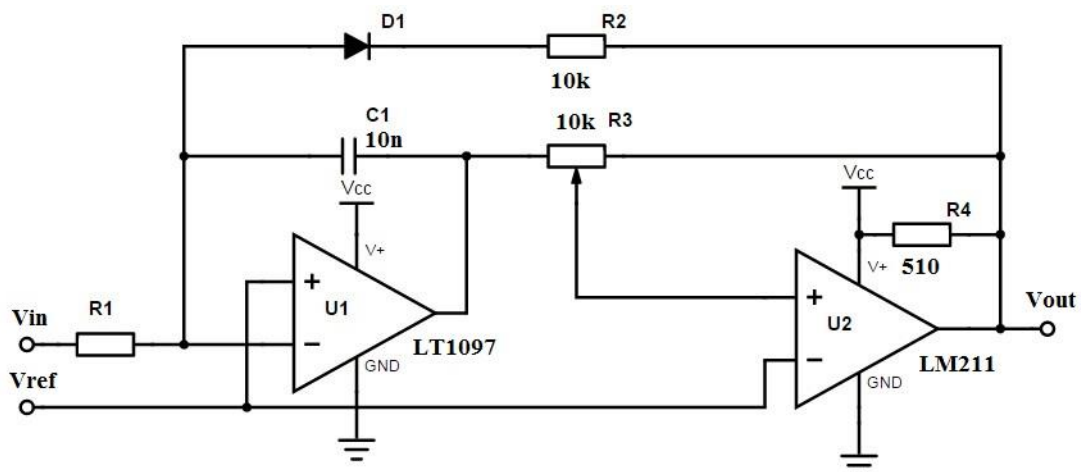 D1
R2
10k
C1
10n
10k R3
Vcc
V+
Vcc
R4
V+
510
R1
U1
+
−
Vin
LT1097
GND
Vref
+
U2
−
Vout
LM211
GND